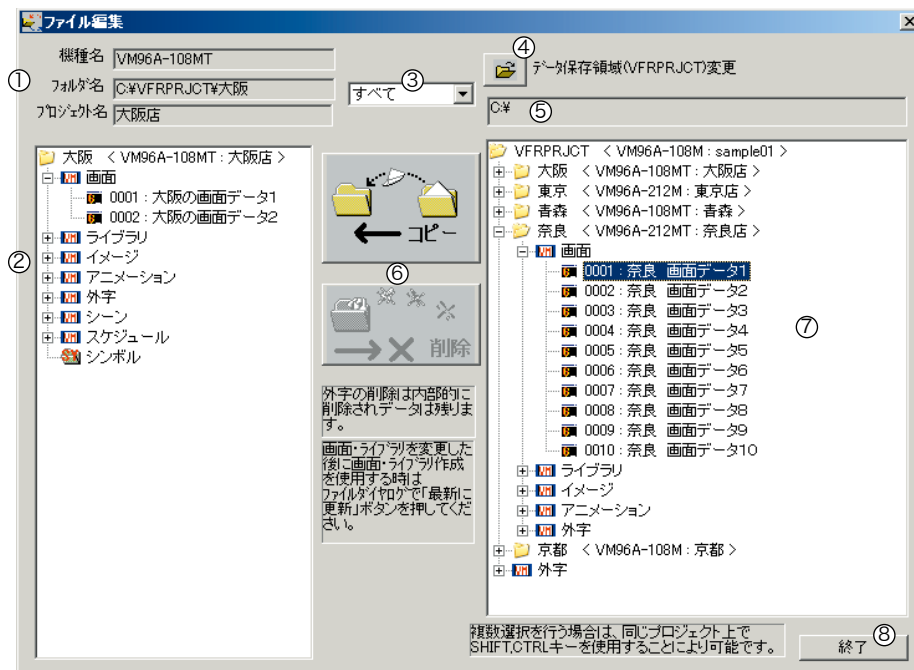 ファイル編集
① 機種名 VM96A-108MT
フォルダ名 C:¥VFRPRJCT¥大阪
プロジェクト名 大阪店
③
すべて
④ データ保存領域(VFRPRJCT)変更
C:¥ ⑤
②
大阪 < VM96A-108MT : 大阪店 >
画面
0001 : 大阪の画面データ1
0002 : 大阪の画面データ2
ライブラリ
イメージ
アニメーション
外字
シーン
スケジュール
シンボル
コピー
⑥
削除
外字の削除は内部的に
削除されデータは残りま
す。
画面・ライブラリを変更した
後に画面・ライブラリ作成
を使用する時は
ファイルダイヤログで「最新に
更新」ボタンを押してくだ
さい。
VFRPRJCT < VM96A-108M : sample01 >
大阪 < VM96A-108MT : 大阪店 >
東京 < VM96A-212M : 東京店 >
青森 < VM96A-108MT : 青森 >
奈良 < VM96A-212MT : 奈良店 >
画面
0001 : 奈良 画面データ1
0002 : 奈良 画面データ2
0003 : 奈良 画面データ3
0004 : 奈良 画面データ4
0005 : 奈良 画面データ5
0006 : 奈良 画面データ6
0007 : 奈良 画面データ7
0008 : 奈良 画面データ8
0009 : 奈良 画面データ9
0010 : 奈良 画面データ10
⑦
ライブラリ
イメージ
アニメーション
外字
京都 < VM96A-108M : 京都 >
外字
複数選択を行う場合は、同じプロジェクト上で
SHIFT,CTRLキーを使用することにより可能です。
終了 ⑧